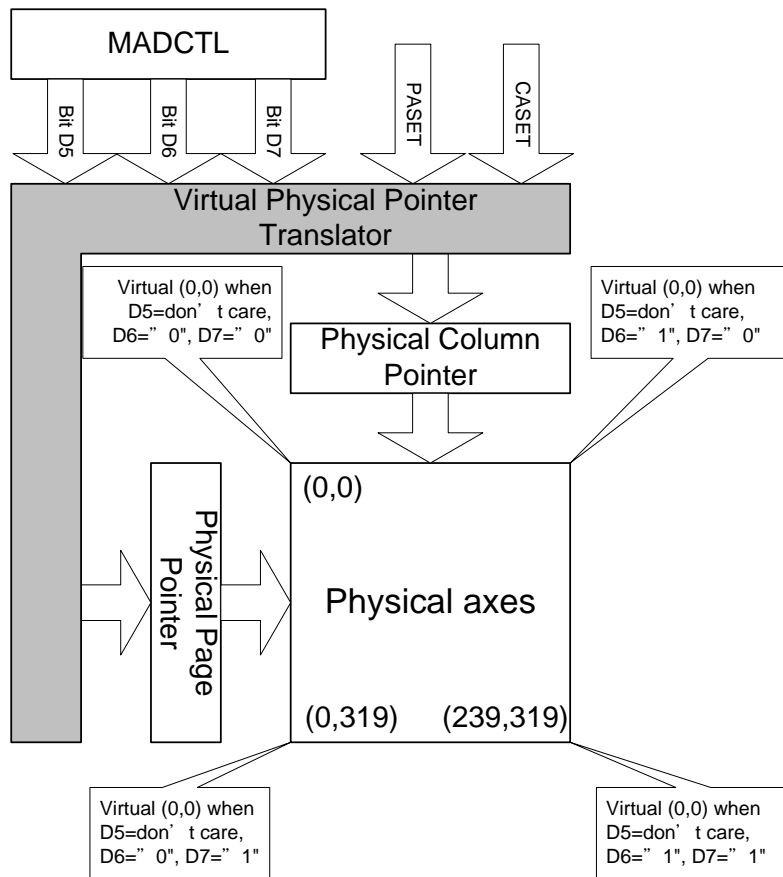 MADCTL
Bit D5
Bit D6
Bit D7
PASET
CASET
Virtual Physical Pointer
Translator
Virtual (0,0) when
D5=don’ t care,
D6=” 0", D7=” 0"
Physical Column
Pointer
Virtual (0,0) when
D5=don’ t care,
D6=” 1", D7=” 0"
(0,0)
Physical Page
Pointer
Physical axes
(0,319)
(239,319)
Virtual (0,0) when
D5=don’ t care,
D6=” 0", D7=” 1"
Virtual (0,0) when
D5=don’ t care,
D6=” 1", D7=” 1"